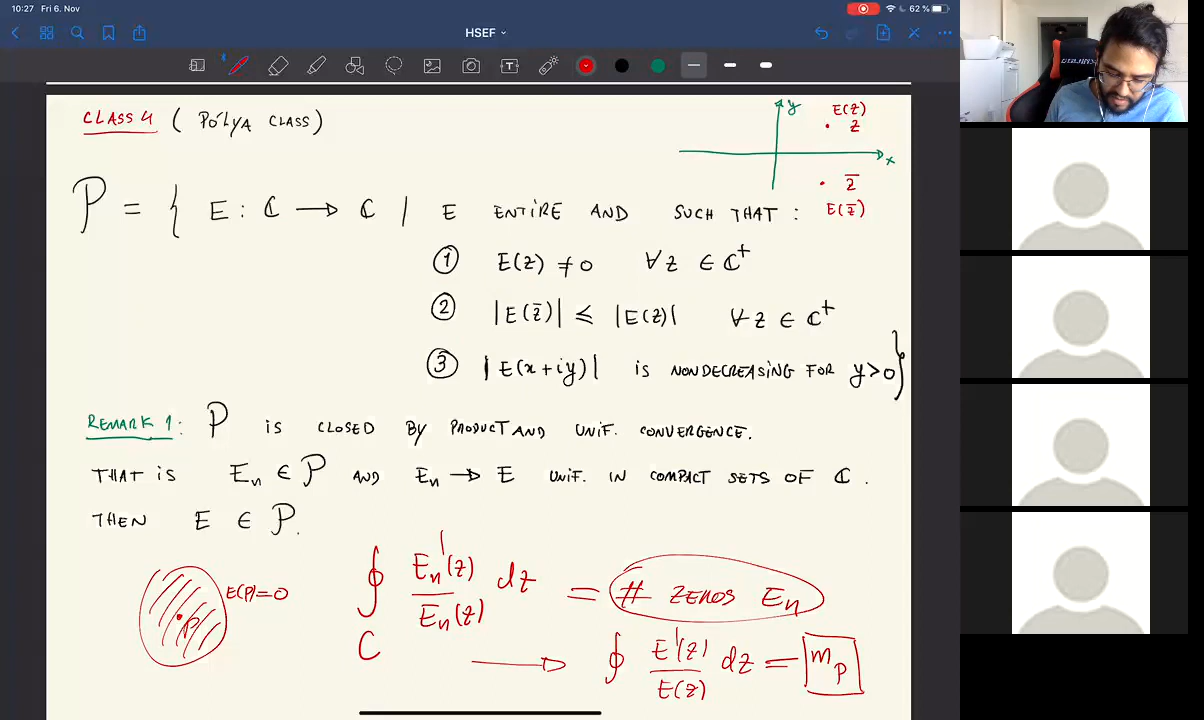 10:27 Fri 6. Nov
62%
HSEF
CLASS 4 (PÓLYA CLASS)
y
x
E(z)
z
z̅
E(z̅)
P = { E : ℂ → ℂ | E ENTIRE AND SUCH THAT :
① E(z) ≠ 0 ∀ z ∈ ℂ⁺
② |E(z̅)| ≤ |E(z)| ∀ z ∈ ℂ⁺
③ |E(x+iy)| is NONDECREASING FOR y>0 }
REMARK 1: P is CLOSED BY PRODUCT AND UNIF. CONVERGENCE.
THAT is Eₙ ∈ P AND Eₙ → E UNIF. IN COMPACT SETS OF ℂ.
THEN E ∈ P.
p
E(p)=0
∮_C Eₙ'(z)/Eₙ(z) dz = # ZEROS Eₙ
→ ∮ E'(z)/E(z) dz = m_p